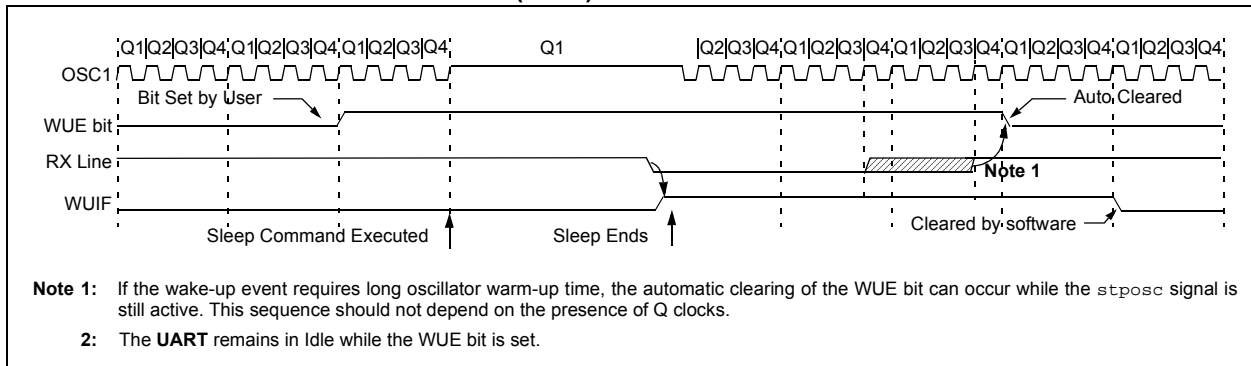 Q1|Q2|Q3|Q4 Q1|Q2|Q3|Q4 Q1|Q2|Q3|Q4 Q1 |Q2|Q3|Q4 Q1|Q2|Q3|Q4 Q1|Q2|Q3|Q4 Q1|Q2|Q3|Q4 Q1|Q2|Q3|Q4
OSC1
Bit Set by User
Auto Cleared
WUE bit
RX Line
Note 1
WUIF
Cleared by software
Sleep Command Executed
Sleep Ends
Note 1: If the wake-up event requires long oscillator warm-up time, the automatic clearing of the WUE bit can occur while the stposc signal is
still active. This sequence should not depend on the presence of Q clocks.
2: The UART remains in Idle while the WUE bit is set.